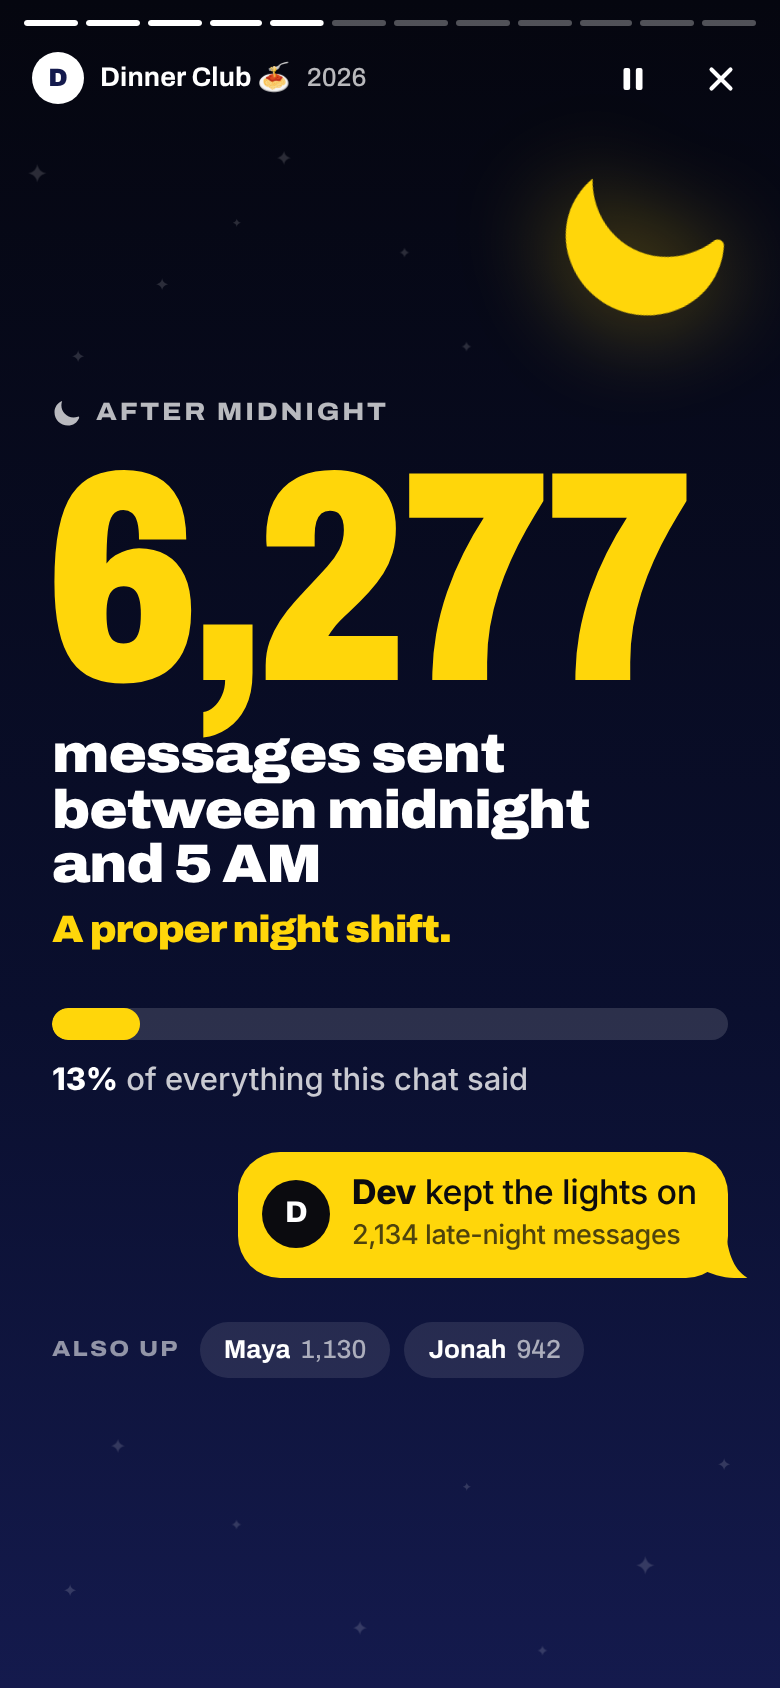 D Dinner Club 🍝 2026
AFTER MIDNIGHT
6,277
messages sent
between midnight
and 5 AM
A proper night shift.
13% of everything this chat said
D
Dev kept the lights on
2,134 late-night messages
ALSO UP Maya 1,130 Jonah 942